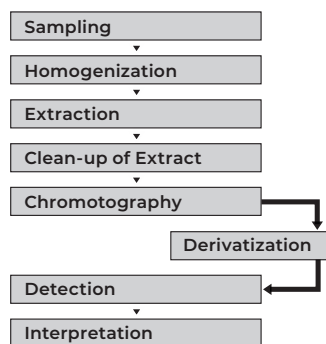 Sampling
Homogenization
Extraction
Clean-up of Extract
Chromotography
Derivatization
Detection
Interpretation